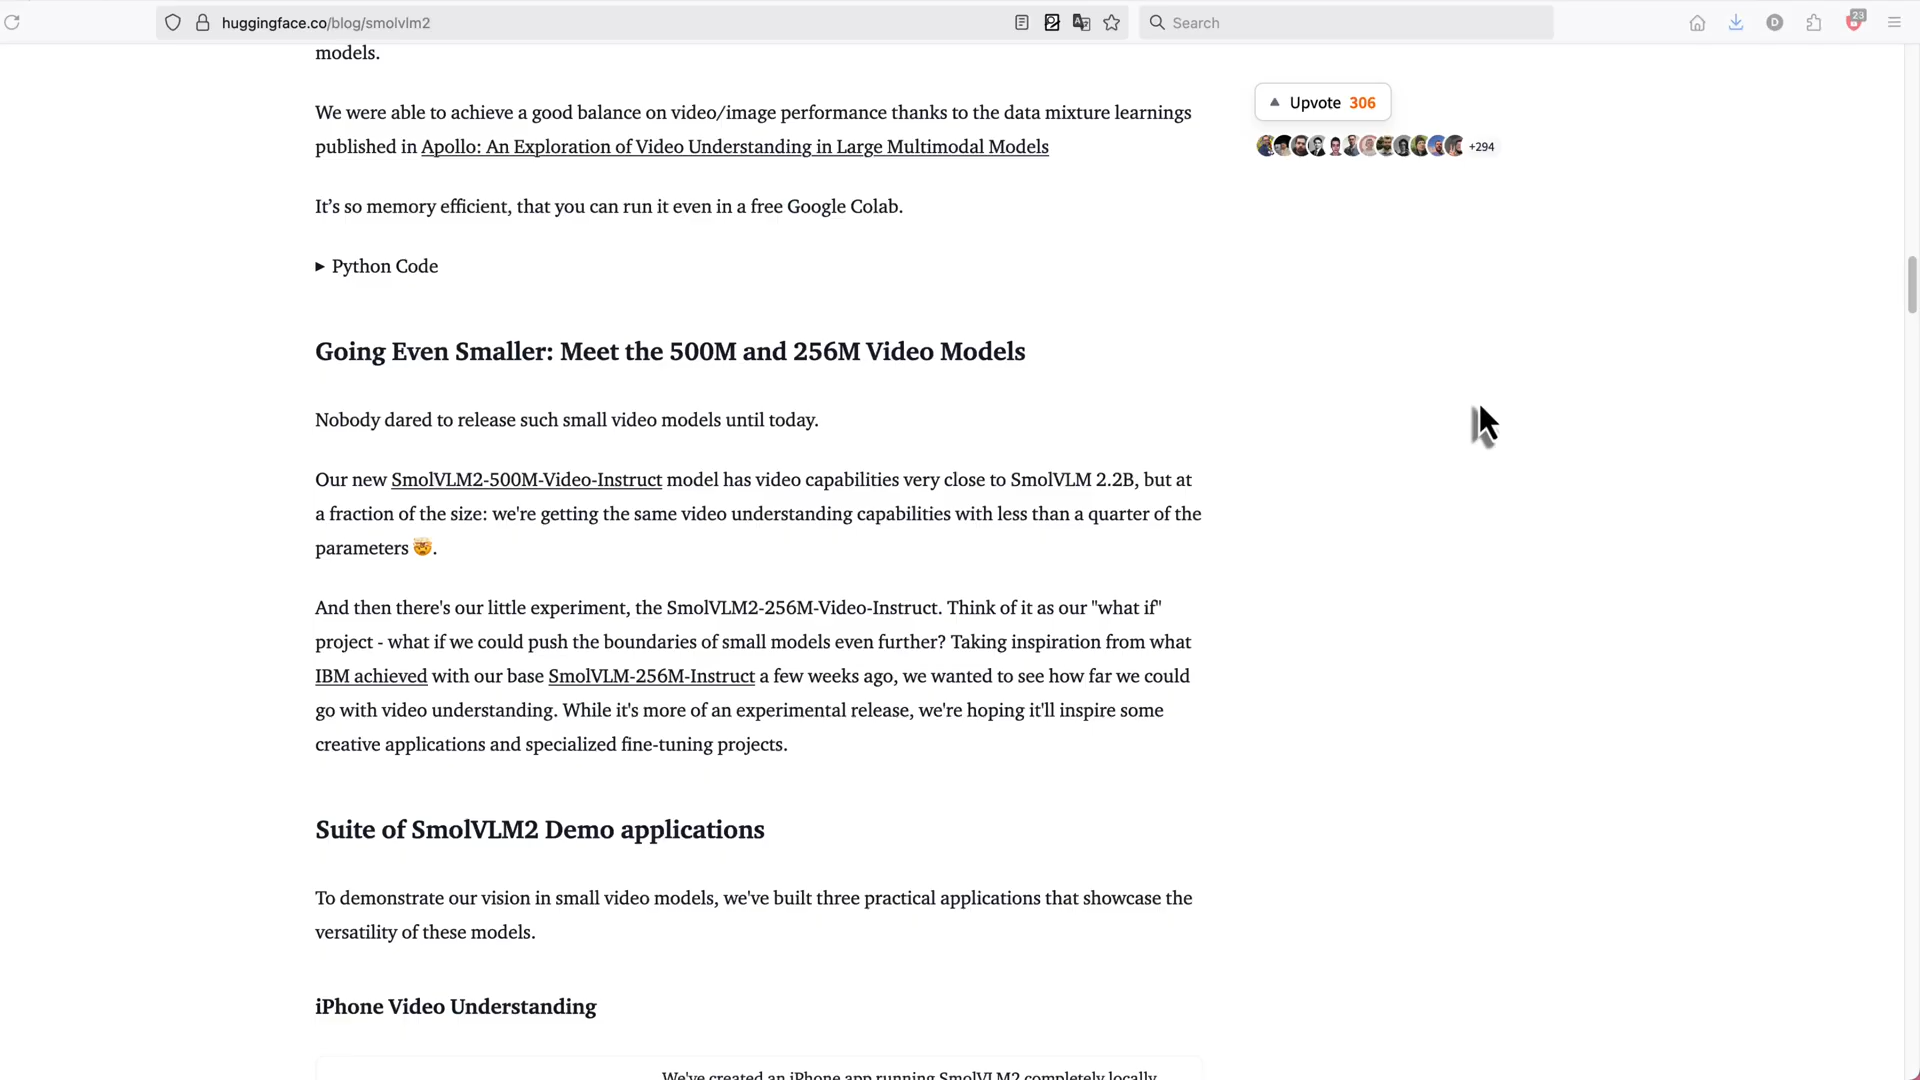 huggingface.co/blog/smolvlm2
Search
23
D
models.
We were able to achieve a good balance on video/image performance thanks to the data mixture learnings
published in Apollo: An Exploration of Video Understanding in Large Multimodal Models
Upvote 306
+294
It’s so memory efficient, that you can run it even in a free Google Colab.
▶ Python Code
Going Even Smaller: Meet the 500M and 256M Video Models
Nobody dared to release such small video models until today.
Our new SmolVLM2-500M-Video-Instruct model has video capabilities very close to SmolVLM 2.2B, but at
a fraction of the size: we're getting the same video understanding capabilities with less than a quarter of the
parameters 🤯.
And then there's our little experiment, the SmolVLM2-256M-Video-Instruct. Think of it as our "what if"
project - what if we could push the boundaries of small models even further? Taking inspiration from what
IBM achieved with our base SmolVLM-256M-Instruct a few weeks ago, we wanted to see how far we could
go with video understanding. While it's more of an experimental release, we're hoping it'll inspire some
creative applications and specialized fine-tuning projects.
Suite of SmolVLM2 Demo applications
To demonstrate our vision in small video models, we've built three practical applications that showcase the
versatility of these models.
iPhone Video Understanding
We've created an iPhone app running SmolVLM2 completely locally.